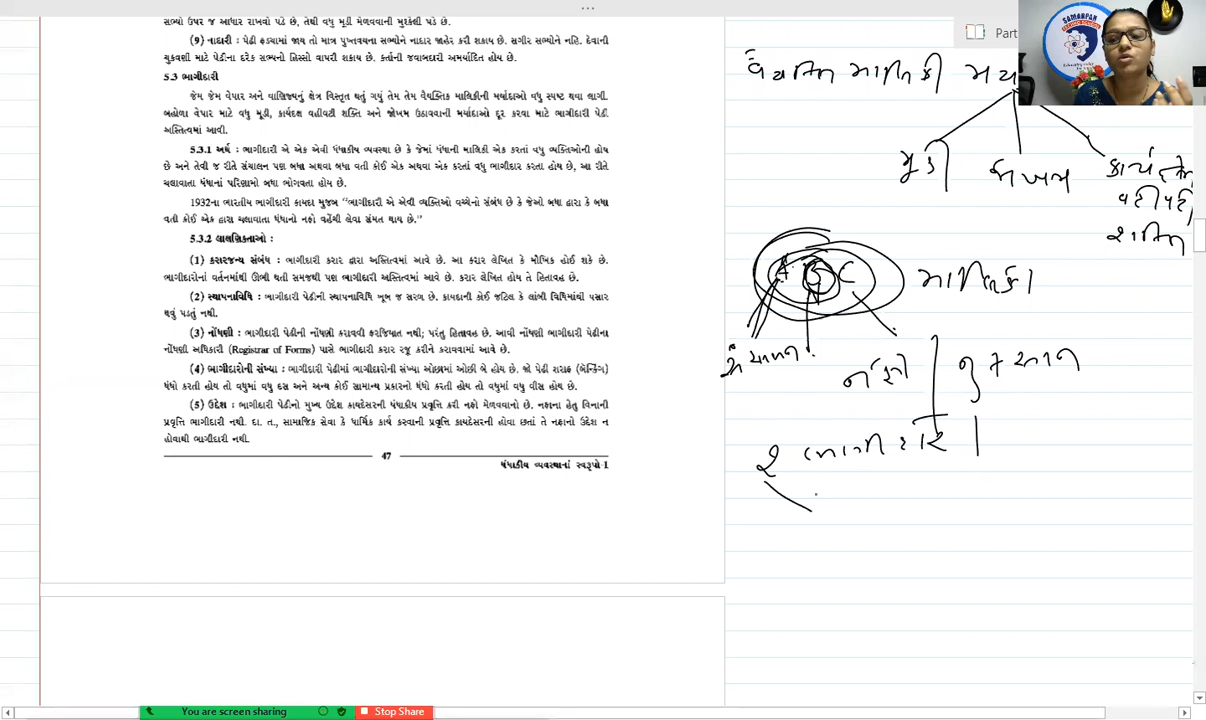 સભ્યો ઉપર જ આધાર રાખવો પડે છે, તેથી વધુ મૂડી મેળવવાની મુશ્કેલી પડે છે.
(9) નાદારી : પેઢી ફડચામાં જાય તો માત્ર પુખ્તવયના સભ્યોને નાદાર જાહેર કરી શકાય છે. સગીર સભ્યોને નહિ. દેવાની
ચુકવણી માટે પેઢીના દરેક સભ્યનો હિસ્સો વાપરી શકાય છે. કર્તાની જવાબદારી અમર્યાદિત હોય છે.
5.3 ભાગીદારી
જેમ જેમ વેપાર અને વાણિજ્યનું ક્ષેત્ર વિસ્તૃત થતું ગયું તેમ તેમ વૈયક્તિક માલિકીની મર્યાદાઓ વધુ સ્પષ્ટ થવા લાગી.
બહોળા વેપાર માટે વધુ મૂડી, કાર્યદક્ષ વહીવટી શક્તિ અને જોખમ ઉઠાવવાની મર્યાદાઓ દૂર કરવા માટે ભાગીદારી પેઢી
અસ્તિત્વમાં આવી.
5.3.1 અર્થ : ભાગીદારી એ એક એવી ધંધાકીય વ્યવસ્થા છે કે જેમાં ધંધાની માલિકી એક કરતાં વધુ વ્યક્તિઓની હોય
છે અને તેવી જ રીતે સંચાલન પણ બધા અથવા બધા વતી કોઈ એક અથવા એક કરતાં વધુ ભાગીદાર કરતા હોય છે, આ રીતે
ચલાવાતા ધંધાનાં પરિણામો બધા ભોગવતા હોય છે.
1932ના ભારતીય ભાગીદારી કાયદા મુજબ “ભાગીદારી એ એવી વ્યક્તિઓ વચ્ચેનો સંબંધ છે કે જેઓ બધા દ્વારા કે બધા
વતી કોઈ એક દ્વારા ચલાવાતા ધંધાનો નફો વહેંચી લેવા સંમત થાય છે.”
5.3.2 લાક્ષણિકતાઓ :
(1) કરારજન્ય સંબંધ : ભાગીદારી કરાર દ્વારા અસ્તિત્વમાં આવે છે. આ કરાર લેખિત કે મૌખિક હોઈ શકે છે.
ભાગીદારોનાં વર્તનમાંથી ઊભી થતી સમજથી પણ ભાગીદારી અસ્તિત્વમાં આવે છે. કરાર લેખિત હોય તે હિતાવહ છે.
(2) સ્થાપનાવિધિ : ભાગીદારી પેઢીની સ્થાપનાવિધિ ખૂબ જ સરળ છે. કાયદાની કોઈ જટિલ કે લાંબી વિધિમાંથી પસાર
થવું પડતું નથી.
(3) નોંધણી : ભાગીદારી પેઢીની નોંધણી કરાવવી ફરજિયાત નથી; પરંતુ હિતાવહ છે. આવી નોંધણી ભાગીદારી પેઢીના
નોંધણી અધિકારી (Registrar of Forms) પાસે ભાગીદારી કરાર રજૂ કરીને કરાવવામાં આવે છે.
(4) ભાગીદારોની સંખ્યા : ભાગીદારી પેઢીમાં ભાગીદારોની સંખ્યા ઓછામાં ઓછી બે હોય છે. જો પેઢી શરાફ (બેન્કિંગ)
ધંધો કરતી હોય તો વધુમાં વધુ દસ અને અન્ય કોઈ સામાન્ય પ્રકારનો ધંધો કરતી હોય તો વધુમાં વધુ વીસ હોય છે.
(5) ઉદ્દેશ : ભાગીદારી પેઢીનો મુખ્ય ઉદ્દેશ કાયદેસરની ધંધાકીય પ્રવૃત્તિ કરી નફો મેળવવાનો છે. નફાના હેતુ વિનાની
પ્રવૃત્તિ ભાગીદારી નથી. દા. ત., સામાજિક સેવા કે ધાર્મિક કાર્ય કરવાની પ્રવૃત્તિ કાયદેસરની હોવા છતાં તે નફાનો ઉદ્દેશ ન
હોવાથી ભાગીદારી નથી.
47
ધંધાકીય વ્યવસ્થાનાં સ્વરૂપો-1
Part
SAMARPAN
વૈયક્તિક માલિકી
મૂડી
જોખમ
કાર્યદક્ષ
વહીવટી
શક્તિ
A B C માલિકી
સંચાલન
નફો
નુકસાન
2 ભાગીદાર
You are screen sharing
Stop Share